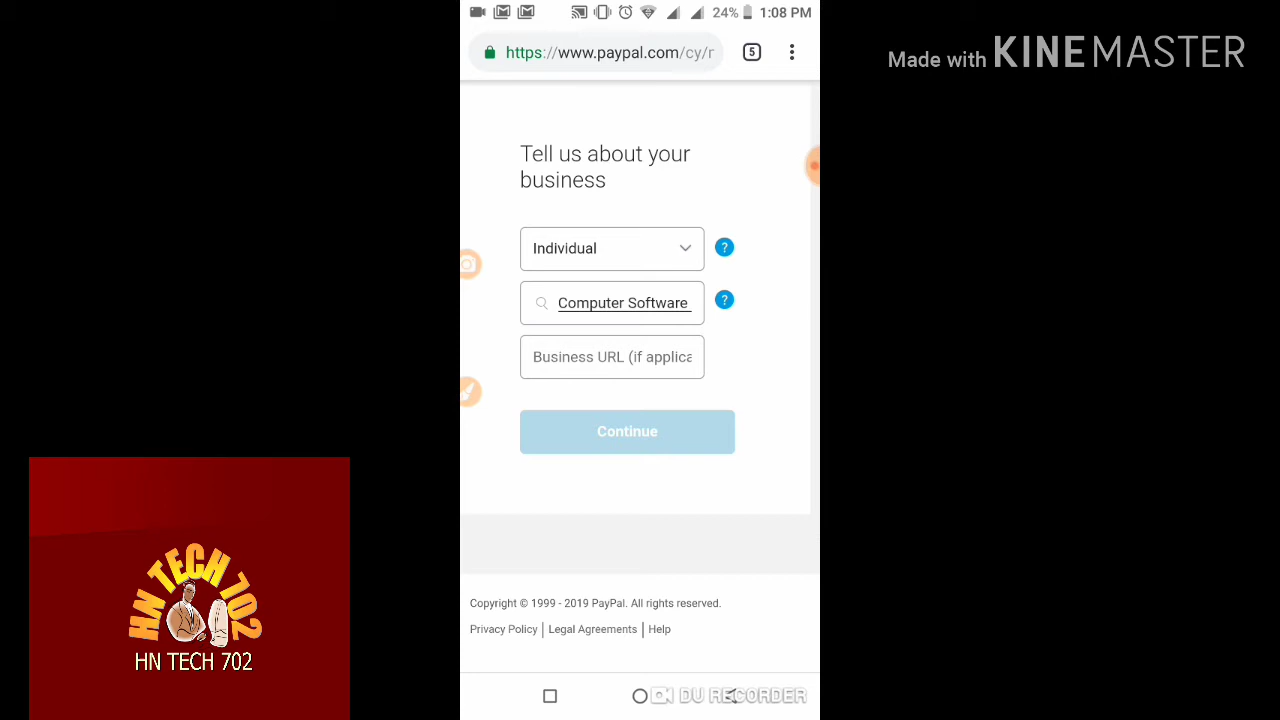 24% 1:08 PM
Made with KINEMASTER
https://www.paypal.com/cy/r
5
Tell us about your
business
Individual
?
Computer Software
?
Business URL (if applica
Continue
HN TECH 702
HN TECH 702
Copyright © 1999 - 2019 PayPal. All rights reserved.
Privacy Policy | Legal Agreements | Help
DU RECORDER